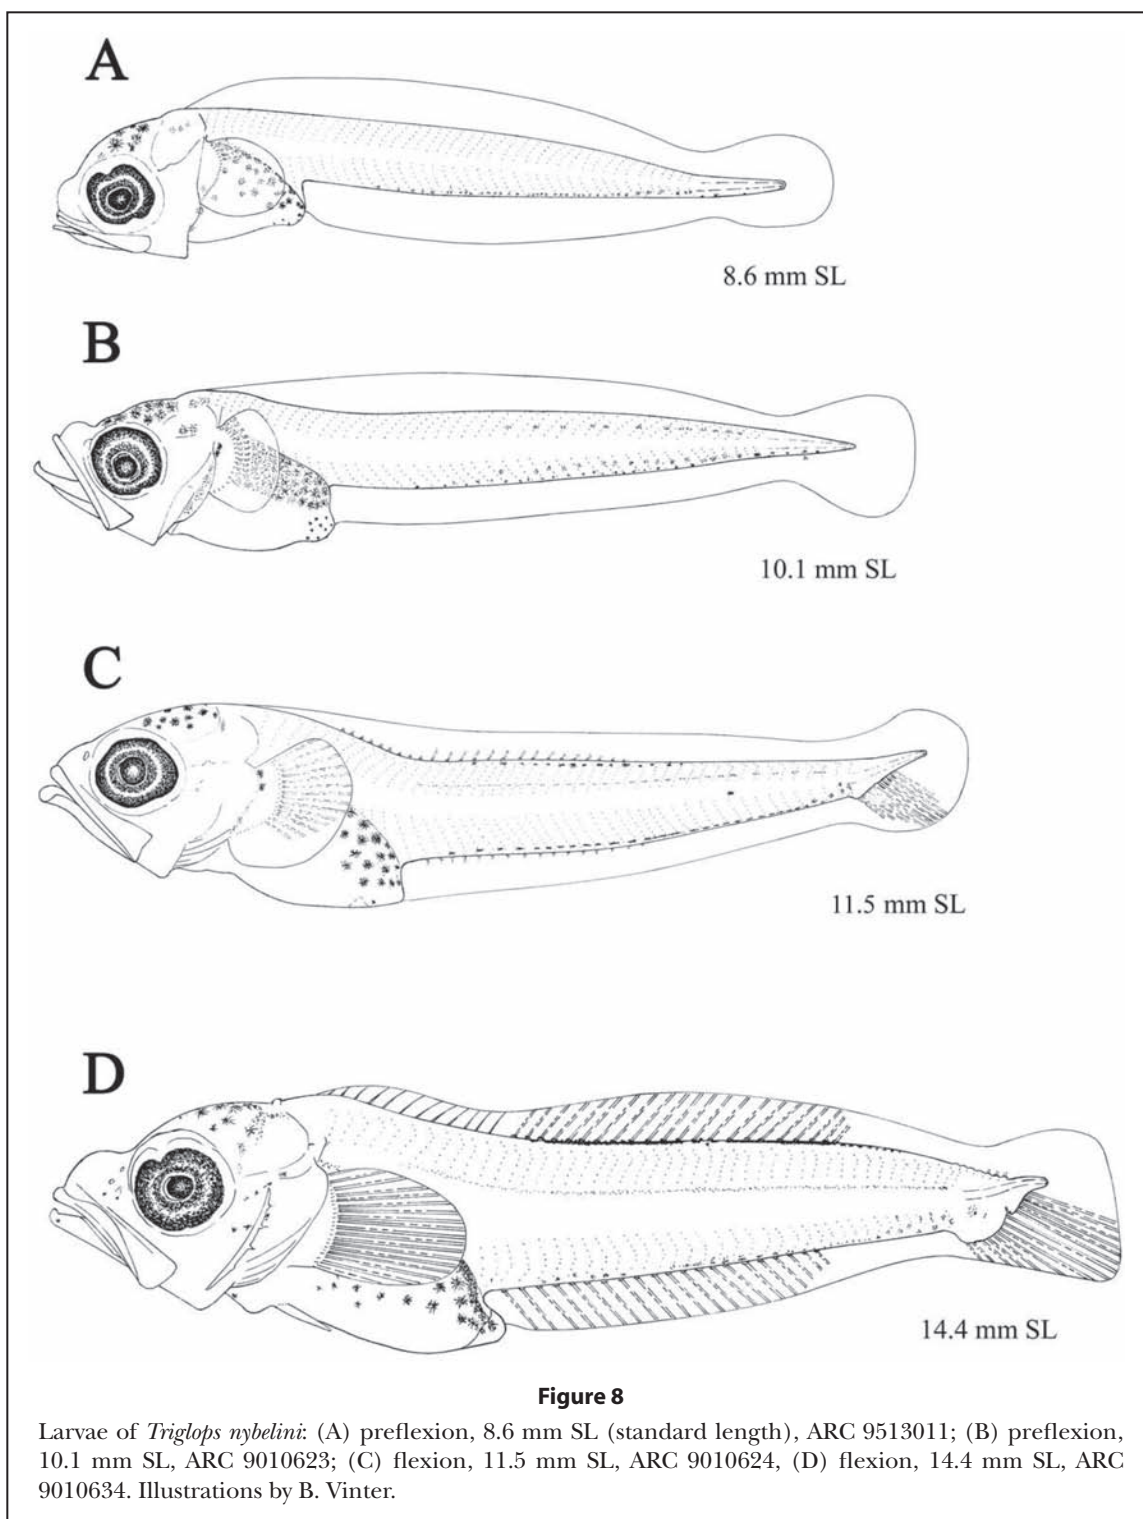 A
8.6 mm SL
B
10.1 mm SL
C
11.5 mm SL
D
14.4 mm SL
Figure 8
Larvae of Triglops nybelini: (A) preflexion, 8.6 mm SL (standard length), ARC 9513011; (B) preflexion,
10.1 mm SL, ARC 9010623; (C) flexion, 11.5 mm SL, ARC 9010624, (D) flexion, 14.4 mm SL, ARC
9010634. Illustrations by B. Vinter.